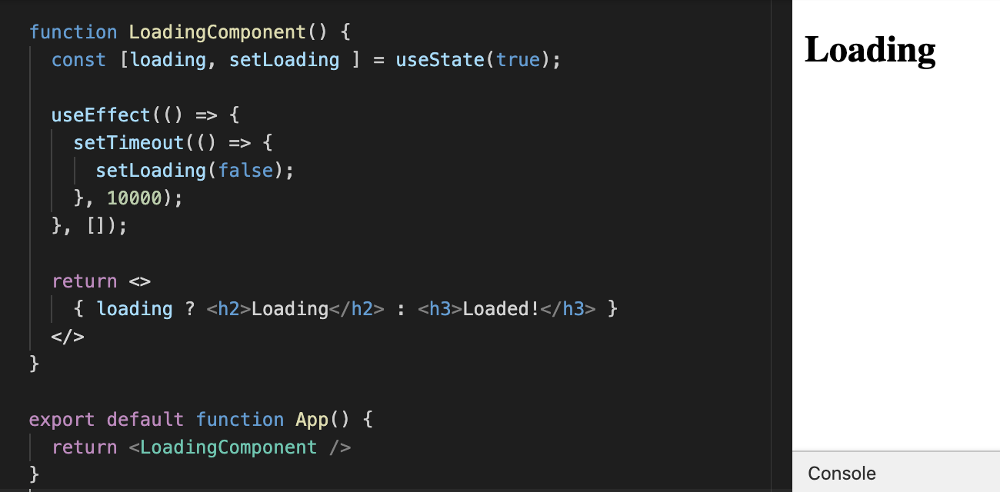 function LoadingComponent() {
  const [loading, setLoading ] = useState(true);

  useEffect(() => {
    setTimeout(() => {
      setLoading(false);
    }, 10000);
  }, []);

  return <>
    { loading ? <h2>Loading</h2> : <h3>Loaded!</h3> }
  </>
}

export default function App() {
  return <LoadingComponent />
}
Loading
Console